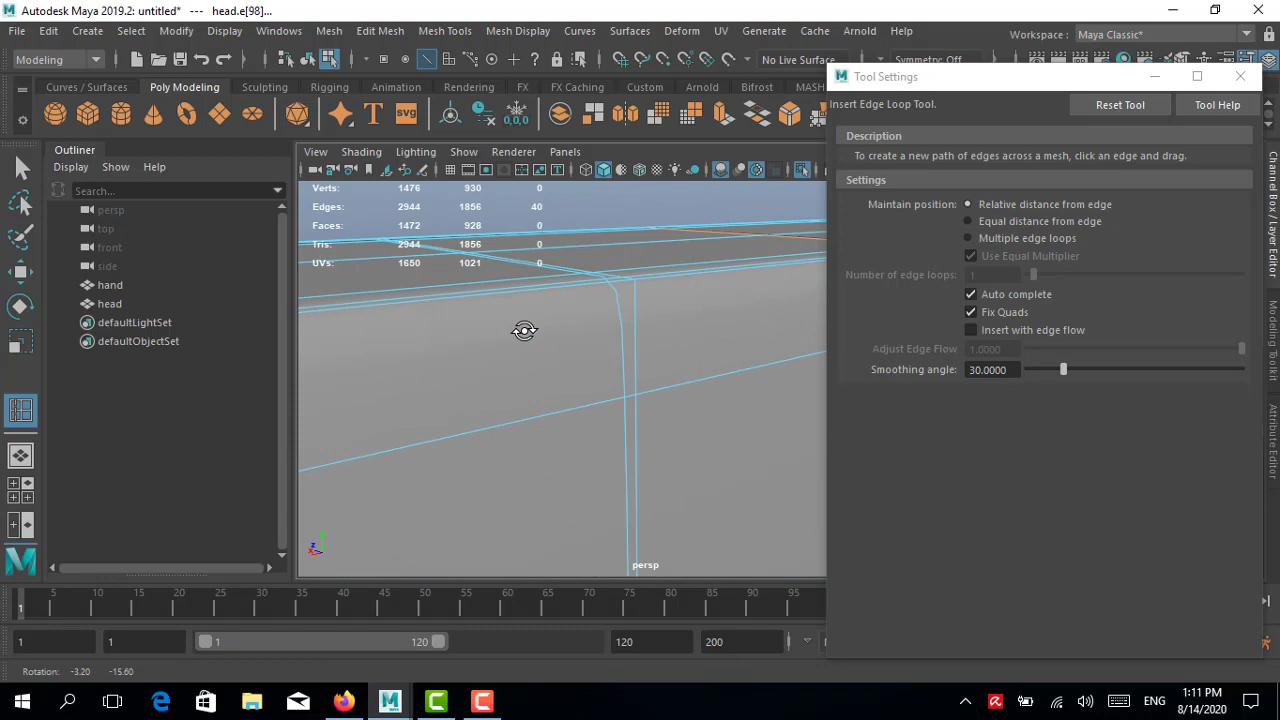 Autodesk Maya 2019.2: untitled*   ---   head.e[98]...
File Edit Create Select Modify Display Windows Mesh Edit Mesh Mesh Tools Mesh Display Curves Surfaces Deform UV Generate Cache Arnold Help Workspace : Maya Classic*
Modeling No Live Surface Symmetry: Off
Tool Settings
Curves / Surfaces Poly Modeling Sculpting Rigging Animation Rendering FX FX Caching Custom Arnold Bifrost MASH
Insert Edge Loop Tool. Reset Tool Tool Help
svg 0,0,0
Description
To create a new path of edges across a mesh, click an edge and drag.
Settings
Maintain position: Relative distance from edge
Equal distance from edge
Multiple edge loops
Use Equal Multiplier
Number of edge loops: 1
Auto complete
Fix Quads
Insert with edge flow
Adjust Edge Flow 1.0000
Smoothing angle: 30.0000
Outliner
Display Show Help
Search...
persp
top
front
side
hand
head
defaultLightSet
defaultObjectSet
View Shading Lighting Show Renderer Panels
Verts: 1476 930 0
Edges: 2944 1856 40
Faces: 1472 928 0
Tris: 2944 1856 0
UVs: 1650 1021 0
persp
Channel Box / Layer Editor
Modeling Toolkit
Attribute Editor
1 5 10 15 20 25 30 35 40 45 50 55 60 65 70 75 80 85 90 95
1 1 1 120 120 200
Rotation: -3.20 -15.60
ENG
1:11 PM
8/14/2020